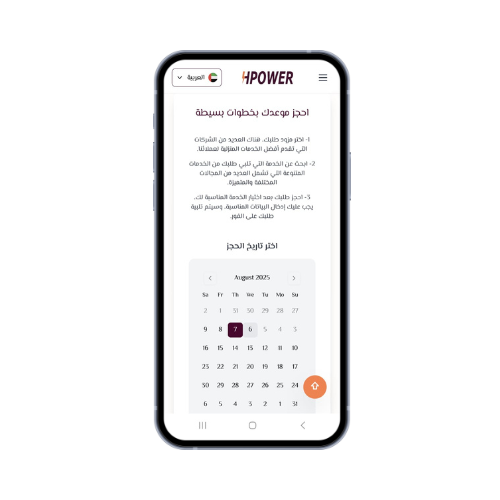 العربية
HPOWER
احجز موعدك بخطوات بسيطة
1- اختر مزود طلبك. هناك العديد من الشركات
التي تقدم أفضل الخدمات المنزلية لعملائنا.
2- ابحث عن الخدمة التي تلبي طلبك من الخدمات
المتنوعة التي تشمل العديد من المجالات
المختلفة والمتميزة.
3- احجز طلبك بعد اختيار الخدمة المناسبة لك.
يجب عليك إدخال البيانات المناسبة. وسيتم تلبية
طلبك على الفور.
اختر تاريخ الحجز
August 2025
Sa Fr Th We Tu Mo Su
2 1 31 30 29 28 27
9 8 7 6 5 4 3
16 15 14 13 12 11 10
23 22 21 20 19 18 17
30 29 28 27 26 25 24
6 5 4 3 2 1 31